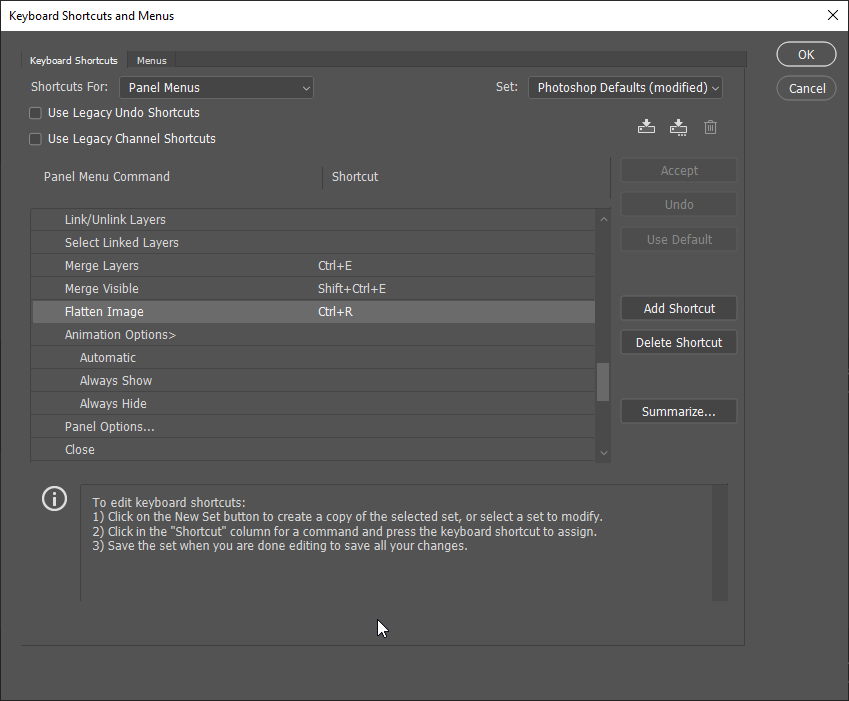 Keyboard Shortcuts and Menus
Keyboard Shortcuts Menus
OK
Shortcuts For: Panel Menus Set: Photoshop Defaults (modified)
Cancel
Use Legacy Undo Shortcuts
Use Legacy Channel Shortcuts
Panel Menu Command Shortcut
Accept
Undo
Use Default
Link/Unlink Layers
Select Linked Layers
Merge Layers Ctrl+E
Merge Visible Shift+Ctrl+E
Flatten Image Ctrl+R
Add Shortcut
Animation Options>
Delete Shortcut
Automatic
Always Show
Always Hide
Summarize...
Panel Options...
Close
To edit keyboard shortcuts:
1) Click on the New Set button to create a copy of the selected set, or select a set to modify.
2) Click in the "Shortcut" column for a command and press the keyboard shortcut to assign.
3) Save the set when you are done editing to save all your changes.